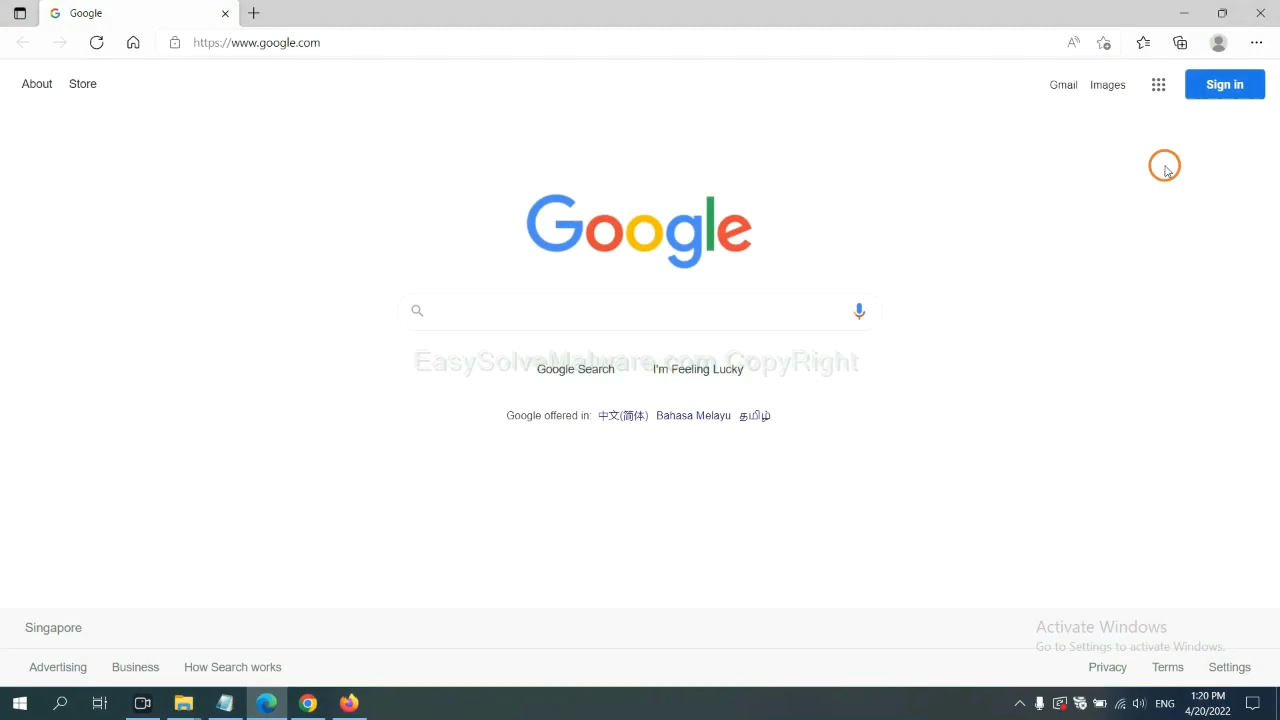 Google
https://www.google.com
About Store
Gmail Images Sign in
Google
EasySolveMalware.com CopyRight
Google Search I'm Feeling Lucky
Google offered in: 中文(简体) Bahasa Melayu தமிழ்
Singapore
Activate Windows
Go to Settings to activate Windows.
Advertising Business How Search works
Privacy Terms Settings
ENG
1:20 PM
4/20/2022